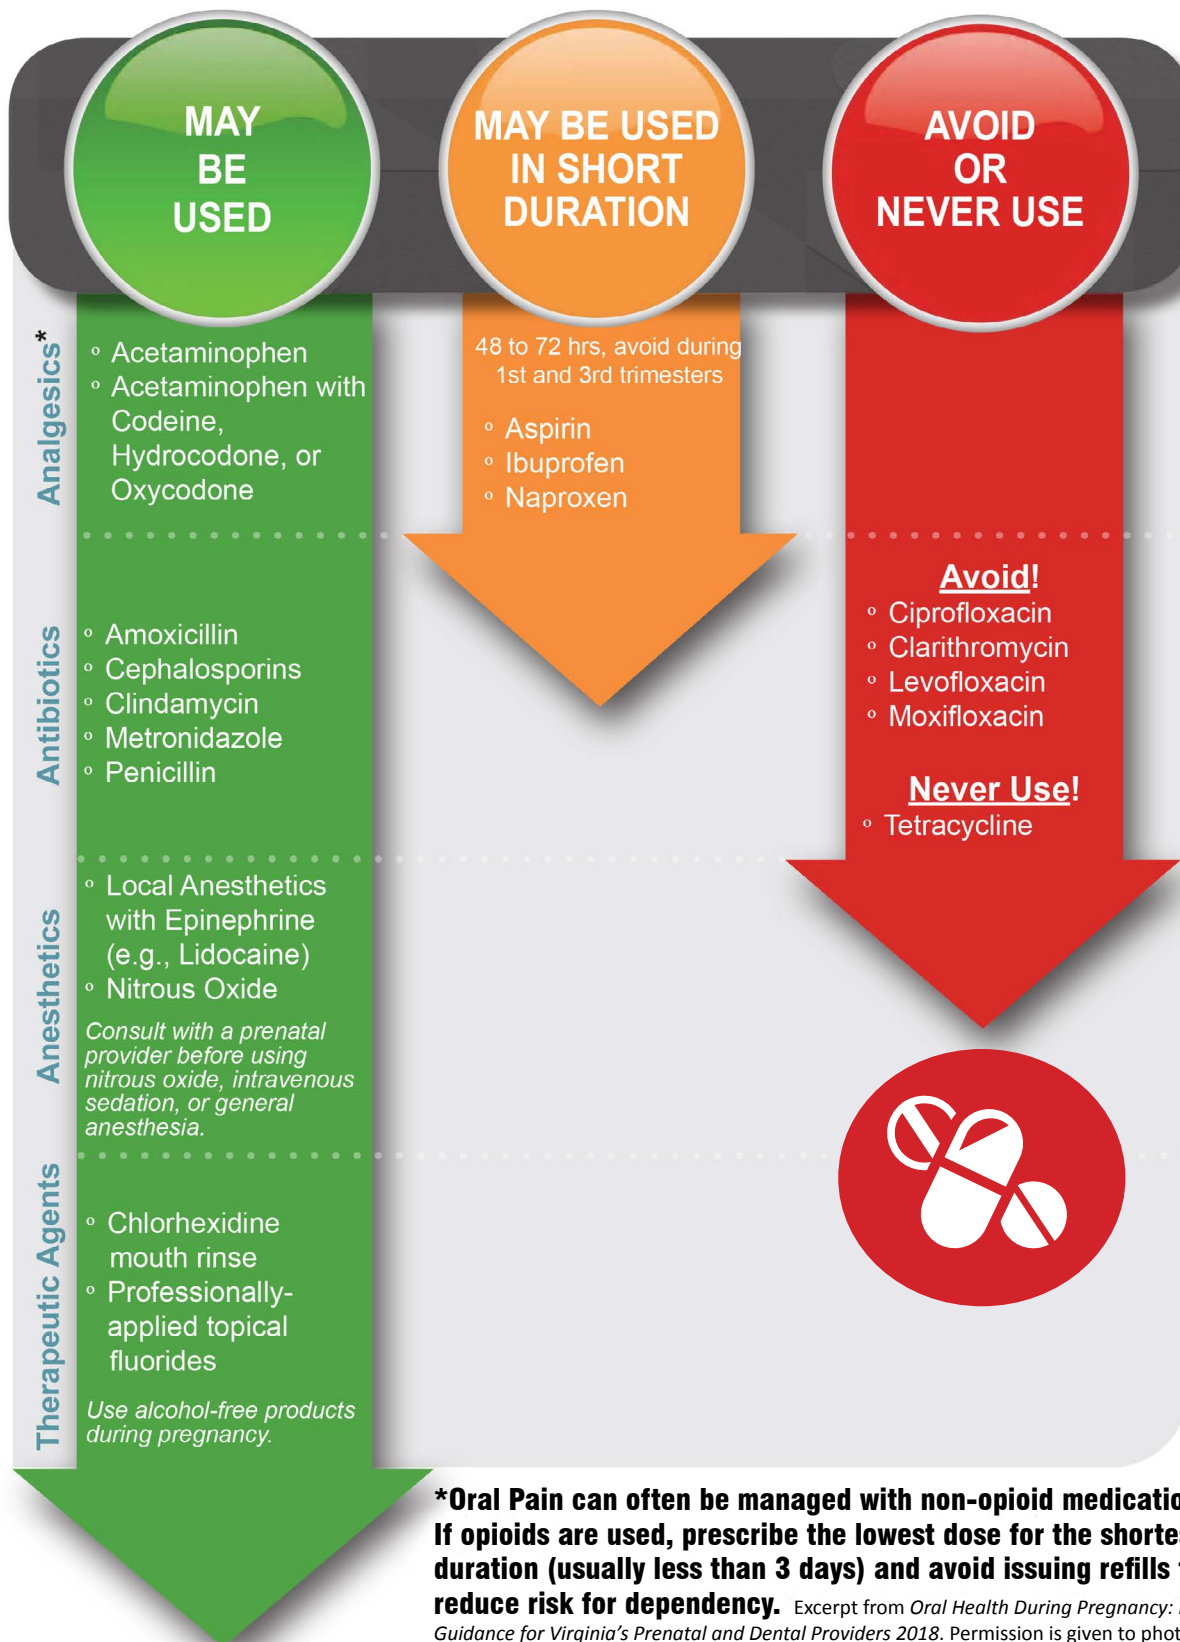 MAY
BE
USED
MAY BE USED
IN SHORT
DURATION
AVOID
OR
NEVER USE
Analgesics*
º Acetaminophen
º Acetaminophen with
Codeine,
Hydrocodone, or
Oxycodone
48 to 72 hrs, avoid during
1st and 3rd trimesters
º Aspirin
º Ibuprofen
º Naproxen
Antibiotics
º Amoxicillin
º Cephalosporins
º Clindamycin
º Metronidazole
º Penicillin
Avoid!
º Ciprofloxacin
º Clarithromycin
º Levofloxacin
º Moxifloxacin
Never Use!
º Tetracycline
Anesthetics
º Local Anesthetics
with Epinephrine
(e.g., Lidocaine)
º Nitrous Oxide
Consult with a prenatal
provider before using
nitrous oxide, intravenous
sedation, or general
anesthesia.
Therapeutic Agents
º Chlorhexidine
mouth rinse
º Professionally-
applied topical
fluorides
Use alcohol-free products
during pregnancy.
*Oral Pain can often be managed with non-opioid
If opioids are used, prescribe the lowest dose for the
duration (usually less than 3 days) and avoid issuing refills
reduce risk for dependency. Excerpt from Oral Health During Pregnancy:
Guidance for Virginia's Prenatal and Dental Providers 2018. Permission is given to